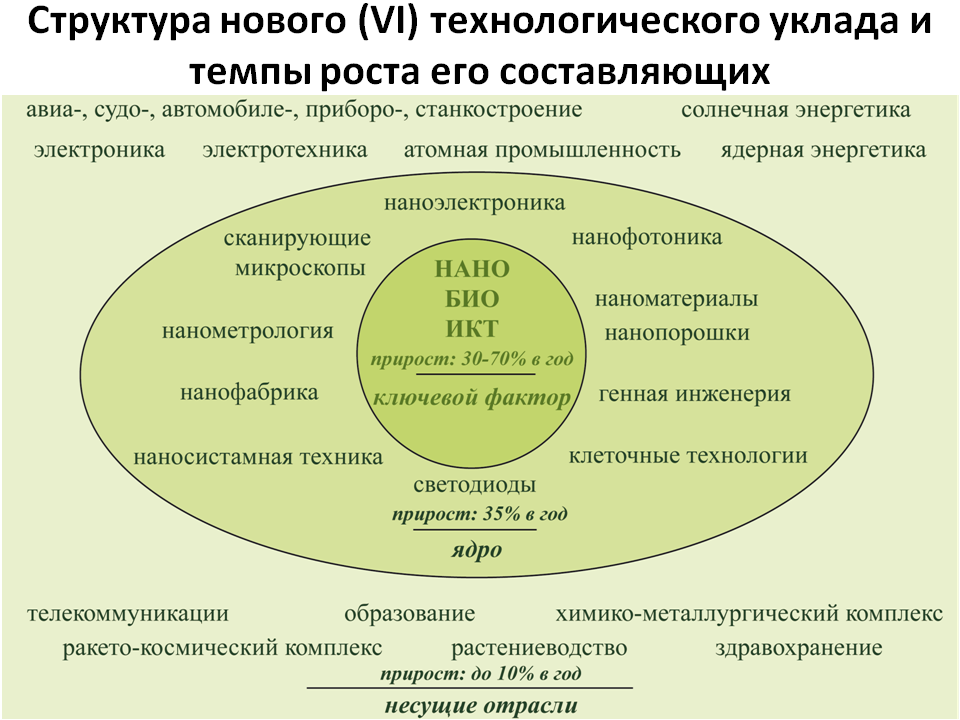 Структура нового (VI) технологического уклада и
темпы роста его составляющих
авиа-, судо-, автомобиле-, приборо-, станкостроение
солнечная энергетика
электроника
электротехника
атомная промышленность
ядерная энергетика
наноэлектроника
сканирующие
микроскопы
нанофотоника
НАНО
БИО
ИКТ
прирост: 30-70% в год
ключевой фактор
наноматериалы
нанометрология
нанопорошки
нанофабрика
генная инженерия
наносистамная техника
клеточные технологии
светодиоды
прирост: 35% в год
ядро
телекоммуникации
образование
химико-металлургический комплекс
ракето-космический комплекс
растениеводство
здравохранение
прирост: до 10% в год
несущие отрасли